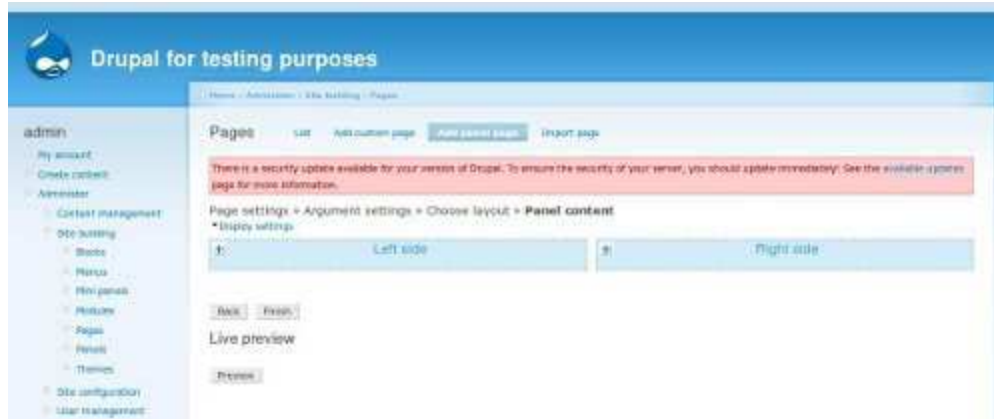 Drupal for testing purposes
Home › Administer › Site building › Pages
admin
My account
Create content
Administer
Content management
Site building
Blocks
Menus
Mini panels
Modules
Pages
Panels
Themes
Site configuration
User management
Pages List Add custom page Add panel page Import page
There is a security update available for your version of Drupal. To ensure the security of your server, you should update immediately! See the available updates
page for more information.
Page settings » Argument settings » Choose layout » Panel content
Display settings
Left side Right side
Back Finish
Live preview
Preview